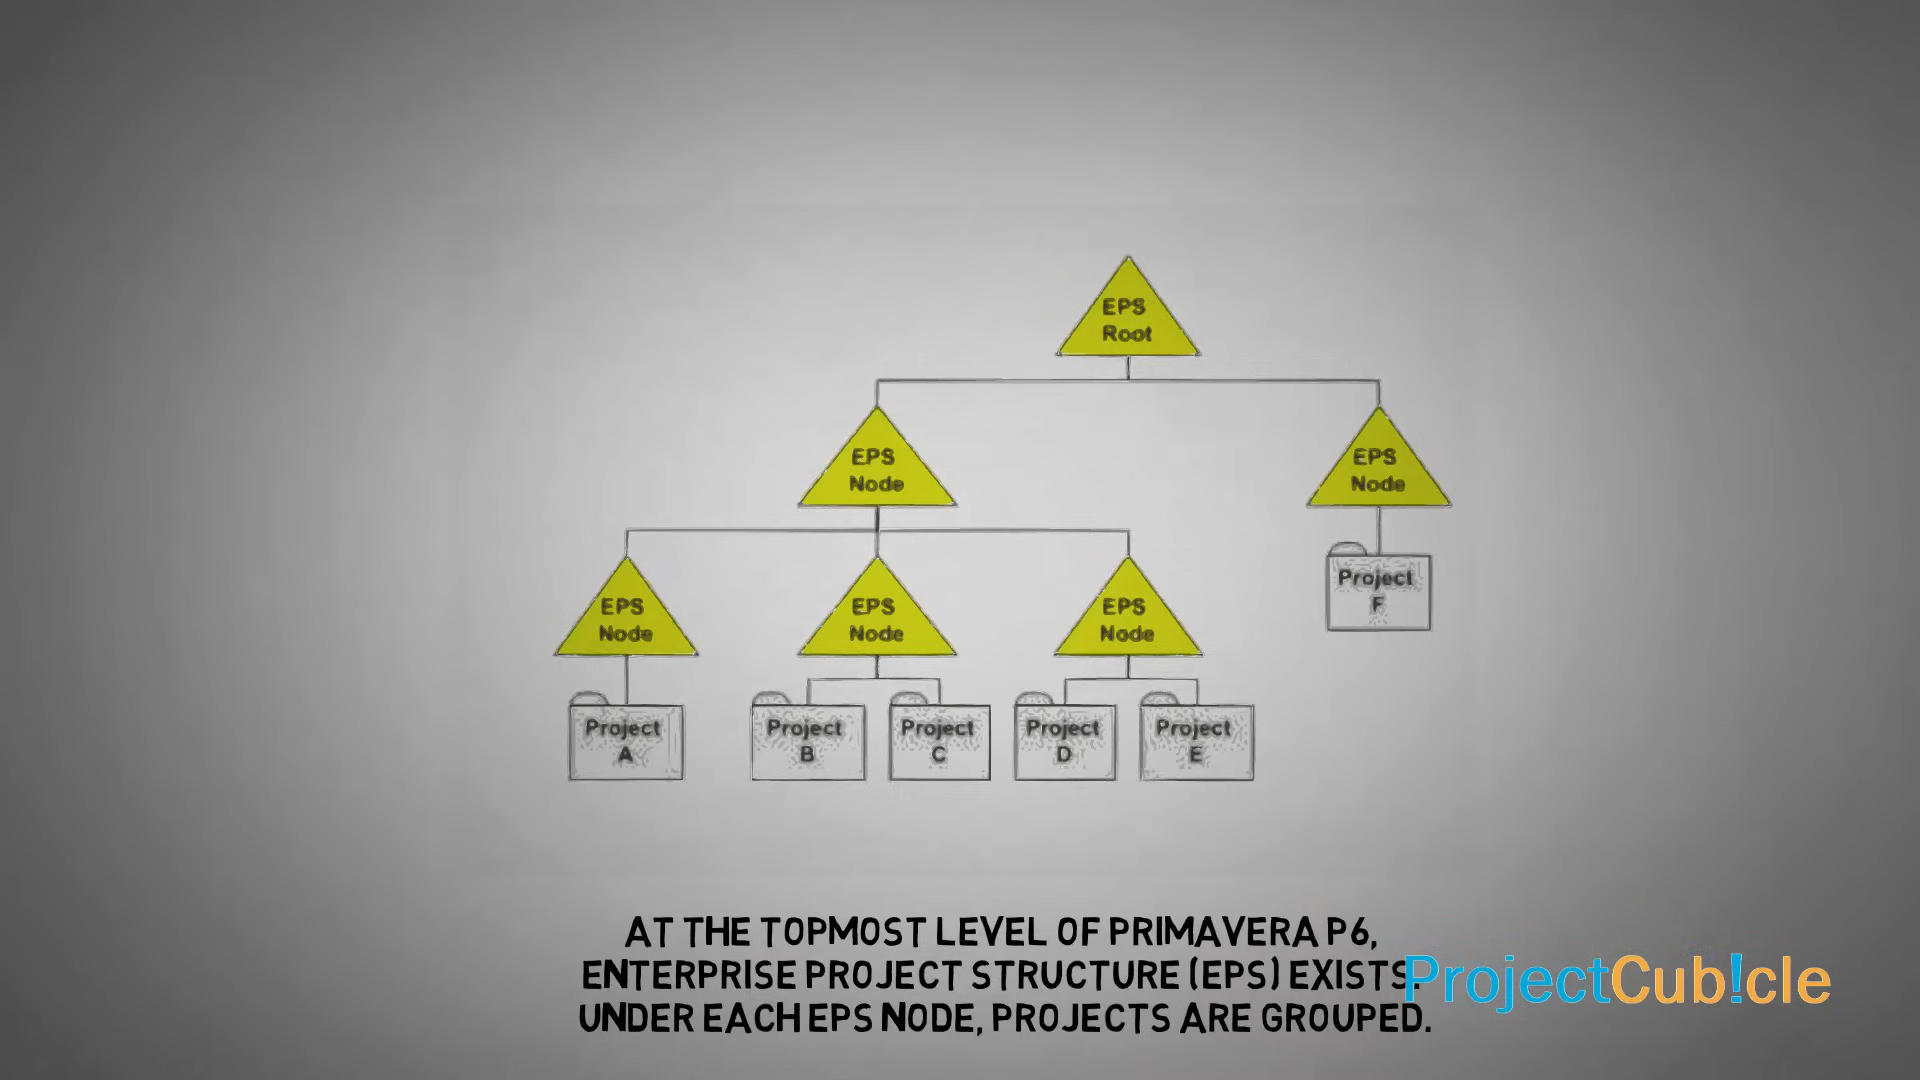 EPS
Root
EPS
Node
EPS
Node
EPS
Node
EPS
Node
EPS
Node
Project
F
Project
A
Project
B
Project
C
Project
D
Project
E
AT THE TOPMOST LEVEL OF PRIMAVERA P6,
ENTERPRISE PROJECT STRUCTURE (EPS) EXISTS.
UNDER EACH EPS NODE, PROJECTS ARE GROUPED.
ProjectCub!cle